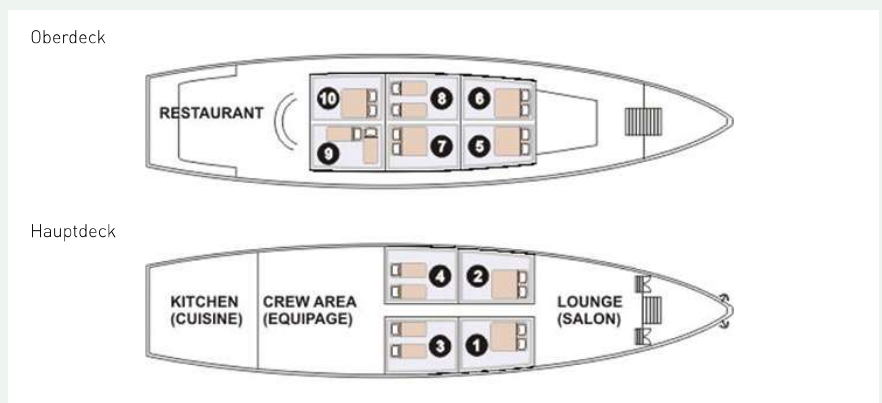 Oberdeck
10 8 6
RESTAURANT
9 7 5
Hauptdeck
4 2
KITCHEN CREW AREA LOUNGE
(CUISINE) (EQUIPAGE) (SALON)
3 1